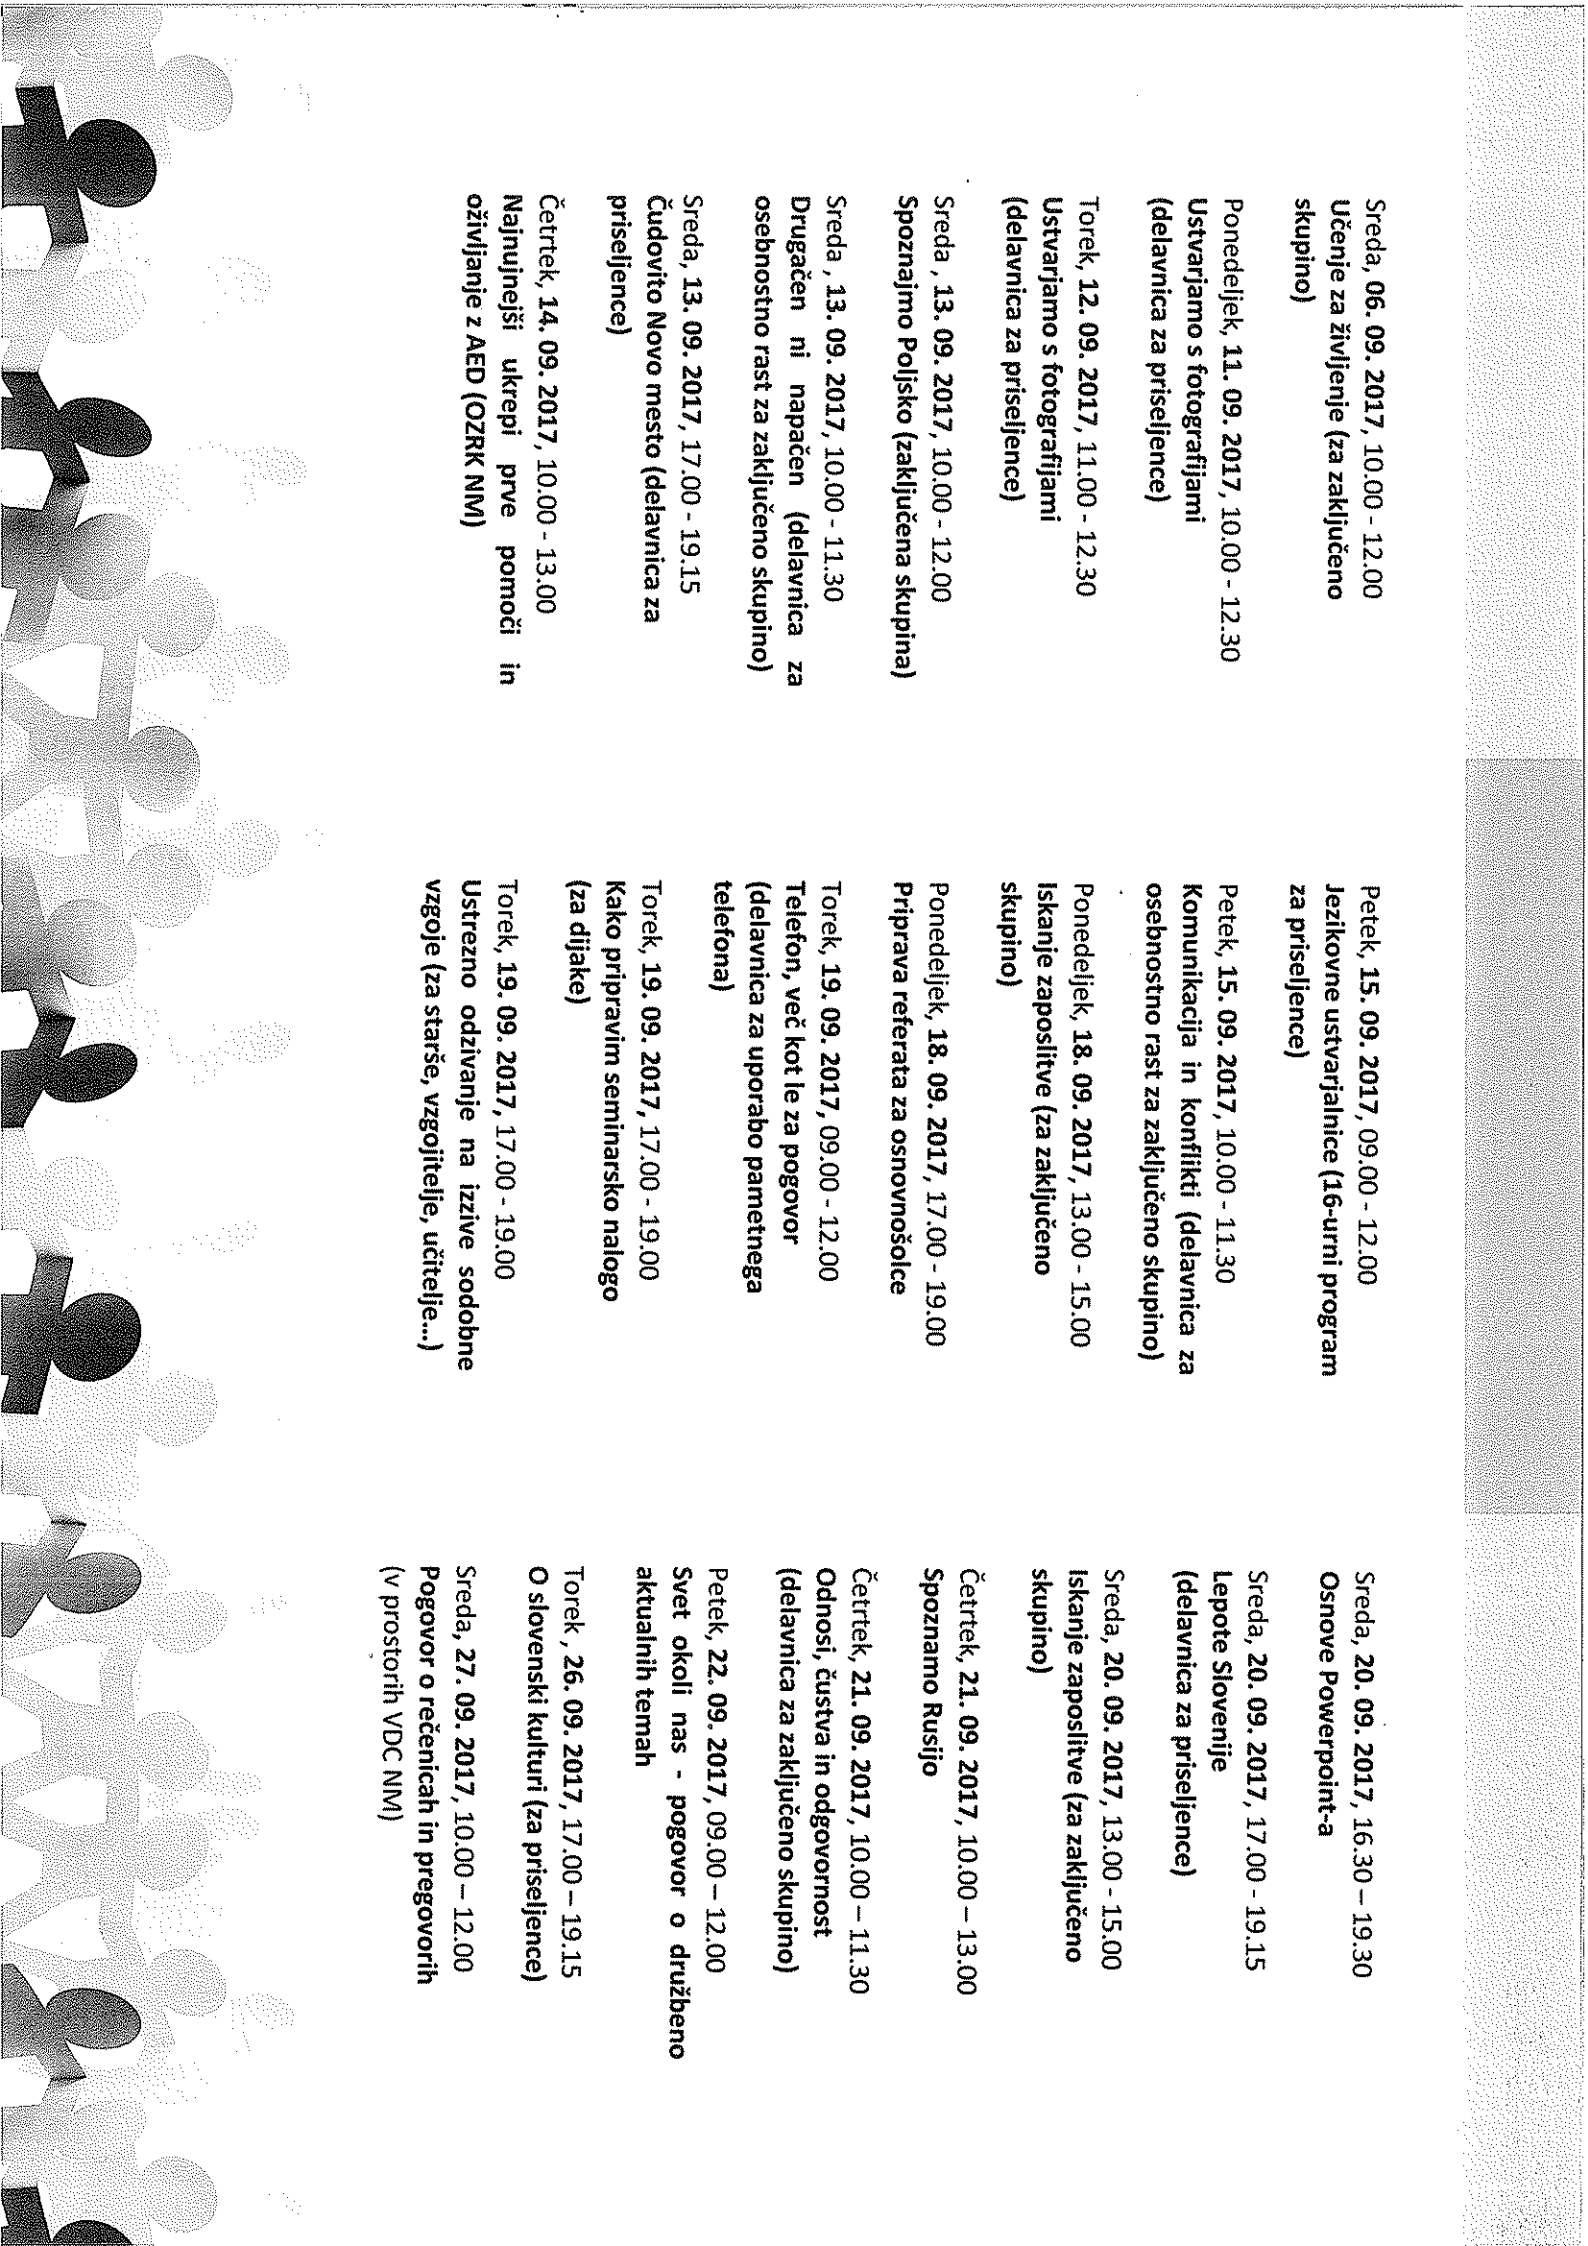 Sreda, 06. 09. 2017, 10.00 - 12.00
Učenje za življenje (za zaključeno
skupino)
Ponedeljek, 11. 09. 2017, 10.00 - 12.30
Ustvarjamo s fotografijami
(delavnica za priseljence)
Torek, 12. 09. 2017, 11.00 - 12.30
Ustvarjamo s fotografijami
(delavnica za priseljence)
Sreda , 13. 09. 2017, 10.00 - 12.00
Spoznajmo Poljsko (zaključena skupina)
Sreda , 13. 09. 2017, 10.00 - 11.30
Drugačen ni napačen (delavnica za
osebnostno rast za zaključeno skupino)
Sreda, 13. 09. 2017, 17.00 - 19.15
Čudovito Novo mesto (delavnica za
priseljence)
Četrtek, 14. 09. 2017, 10.00 - 13.00
Najnujnejši ukrepi prve pomoči in
oživljanje z AED (OZRK NM)
Petek, 15. 09. 2017, 09.00 - 12.00
Jezikovne ustvarjalnice (16-urni program
za priseljence)
Petek, 15. 09. 2017, 10.00 - 11.30
Komunikacija in konflikti (delavnica za
osebnostno rast za zaključeno skupino)
Ponedeljek, 18. 09. 2017, 13.00 - 15.00
Iskanje zaposlitve (za zaključeno
skupino)
Ponedeljek, 18. 09. 2017, 17.00 - 19.00
Priprava referata za osnovnošolce
Torek, 19. 09. 2017, 09.00 - 12.00
Telefon, več kot le za pogovor
(delavnica za uporabo pametnega
telefona)
Torek, 19. 09. 2017, 17.00 - 19.00
Kako pripravim seminarsko nalogo
(za dijake)
Torek, 19. 09. 2017, 17.00 - 19.00
Ustrezno odzivanje na izzive sodobne
vzgoje (za starše, vzgojitelje, učitelje...)
Sreda, 20. 09. 2017, 16.30 – 19.30
Osnove Powerpoint-a
Sreda, 20. 09. 2017, 17.00 - 19.15
Lepote Slovenije
(delavnica za priseljence)
Sreda, 20. 09. 2017, 13.00 - 15.00
Iskanje zaposlitve (za zaključeno
skupino)
Četrtek, 21. 09. 2017, 10.00 – 13.00
Spoznamo Rusijo
Četrtek, 21. 09. 2017, 10.00 – 11.30
Odnosi, čustva in odgovornost
(delavnica za zaključeno skupino)
Petek, 22. 09. 2017, 09.00 – 12.00
Svet okoli nas - pogovor o družbeno
aktualnih temah
Torek , 26. 09. 2017, 17.00 – 19.15
O slovenski kulturi (za priseljence)
Sreda, 27. 09. 2017, 10.00 – 12.00
Pogovor o rečenicah in pregovorih
(v prostorih VDC NM)